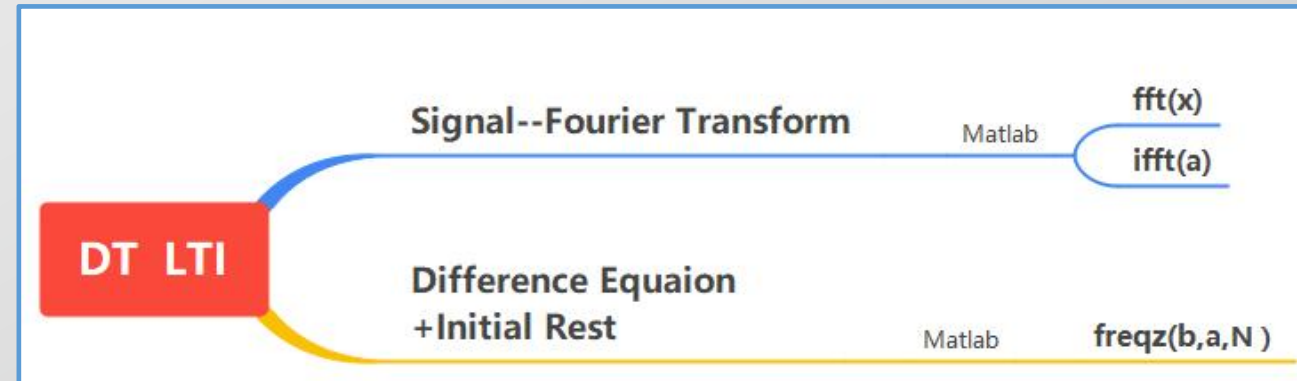 DT LTI
Signal--Fourier Transform
Matlab
fft(x)
ifft(a)
Difference Equaion
+Initial Rest
Matlab
freqz(b,a,N )